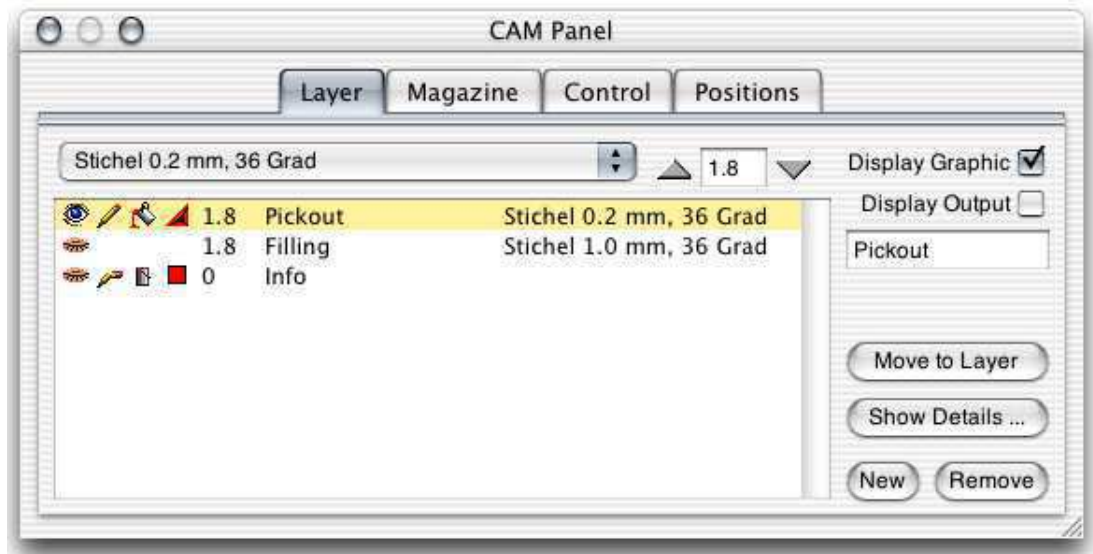 CAM Panel
Layer Magazine Control Positions
Stichel 0.2 mm, 36 Grad 1.8 Display Graphic
Display Output
1.8 Pickout Stichel 0.2 mm, 36 Grad
1.8 Filling Stichel 1.0 mm, 36 Grad
0 Info
Pickout
Move to Layer
Show Details ...
New Remove